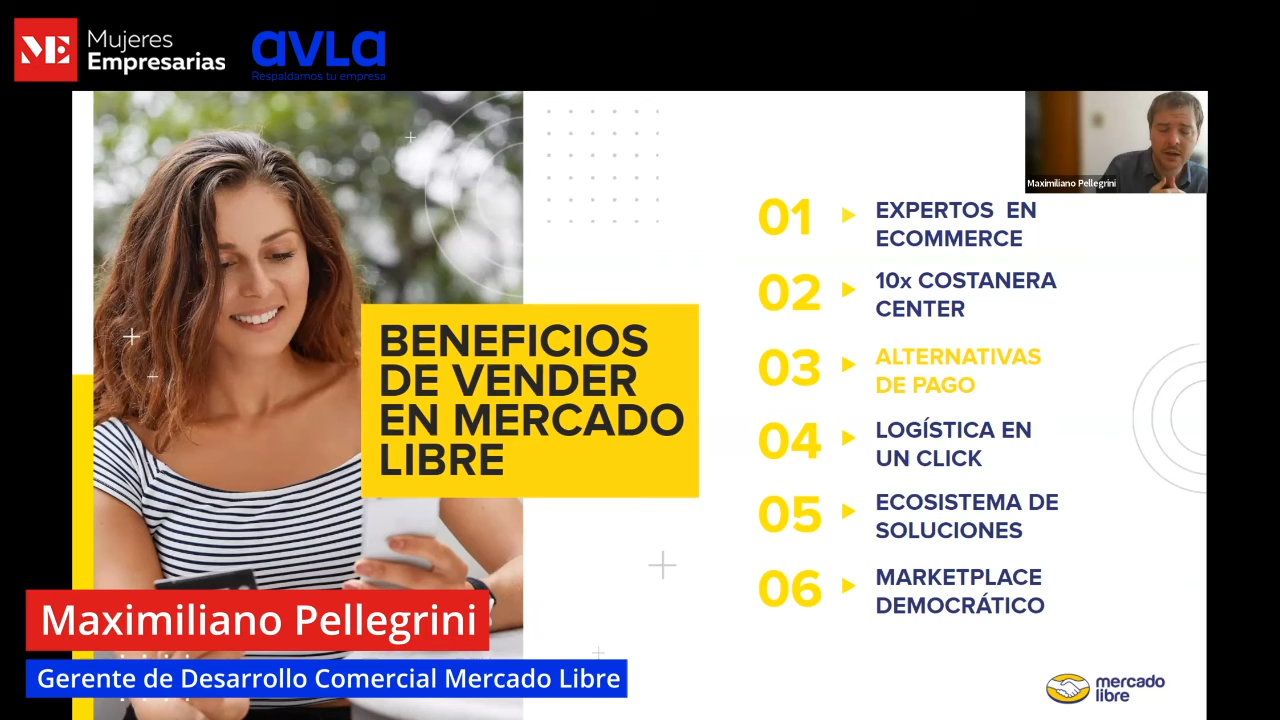 ME Mujeres
Empresarias
avla
Respaldamos tu empresa
Maximiliano Pellegrini
BENEFICIOS
DE VENDER
EN MERCADO
LIBRE
01 EXPERTOS EN
ECOMMERCE
02 10x COSTANERA
CENTER
03 ALTERNATIVAS
DE PAGO
04 LOGÍSTICA EN
UN CLICK
05 ECOSISTEMA DE
SOLUCIONES
06 MARKETPLACE
DEMOCRÁTICO
Maximiliano Pellegrini
Gerente de Desarrollo Comercial Mercado Libre
mercado
libre